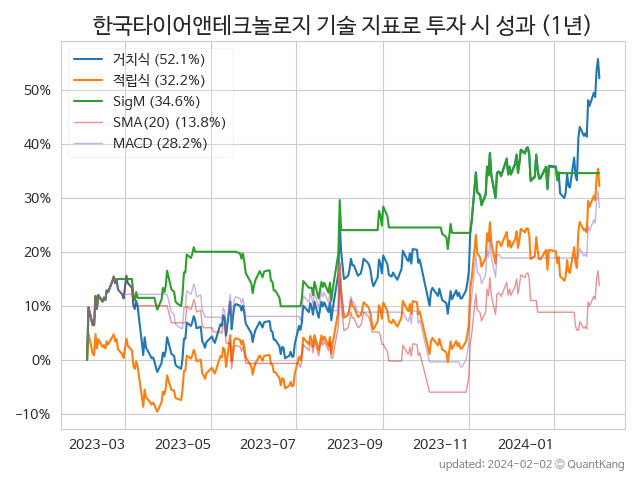 한국타이어앤테크놀로지 기술 지표로 투자 시 성과 (1년)
거치식 (52.1%)
적립식 (32.2%)
SigM (34.6%)
SMA(20) (13.8%)
MACD (28.2%)
50%
40%
30%
20%
10%
0%
−10%
2023-03 2023-05 2023-07 2023-09 2023-11 2024-01
updated: 2024-02-02 © QuantKang